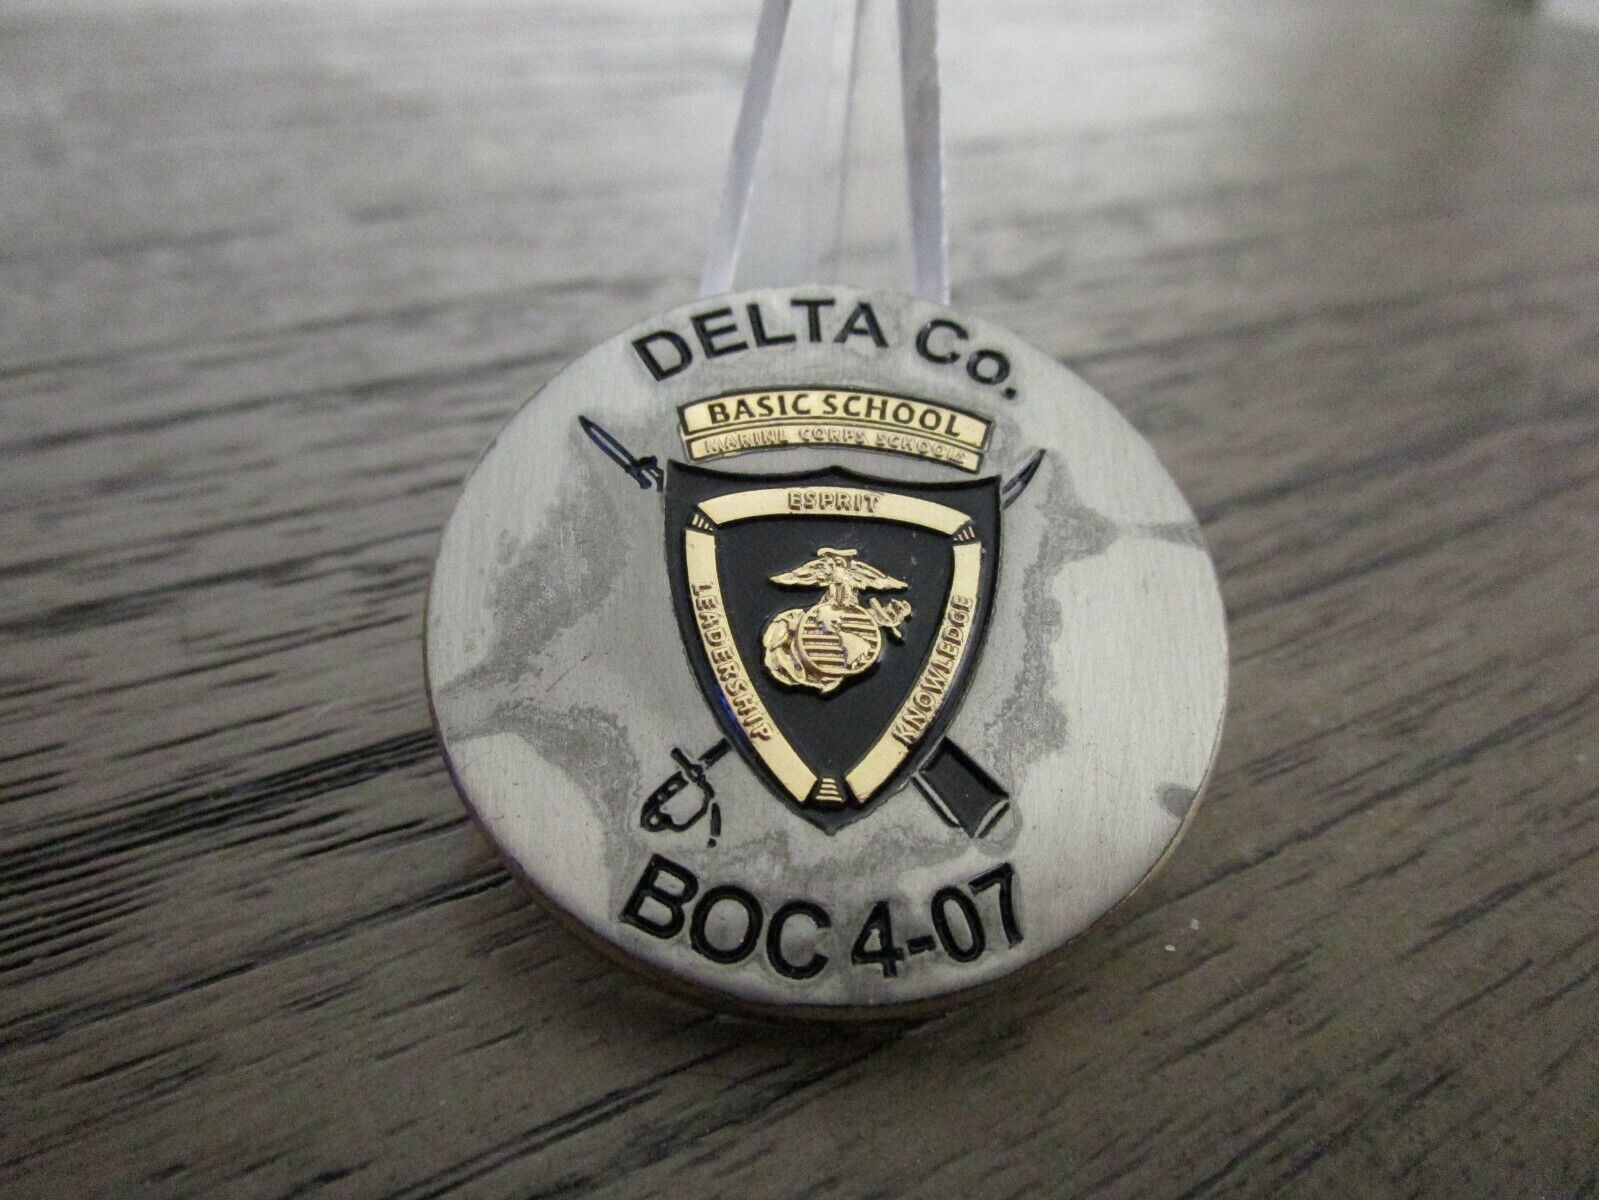 DELTA Co.
BASIC SCHOOL
MARINE CORPS SCHOOLS
ESPRIT
LEADERSHIP
KNOWLEDGE
BOC 4-07